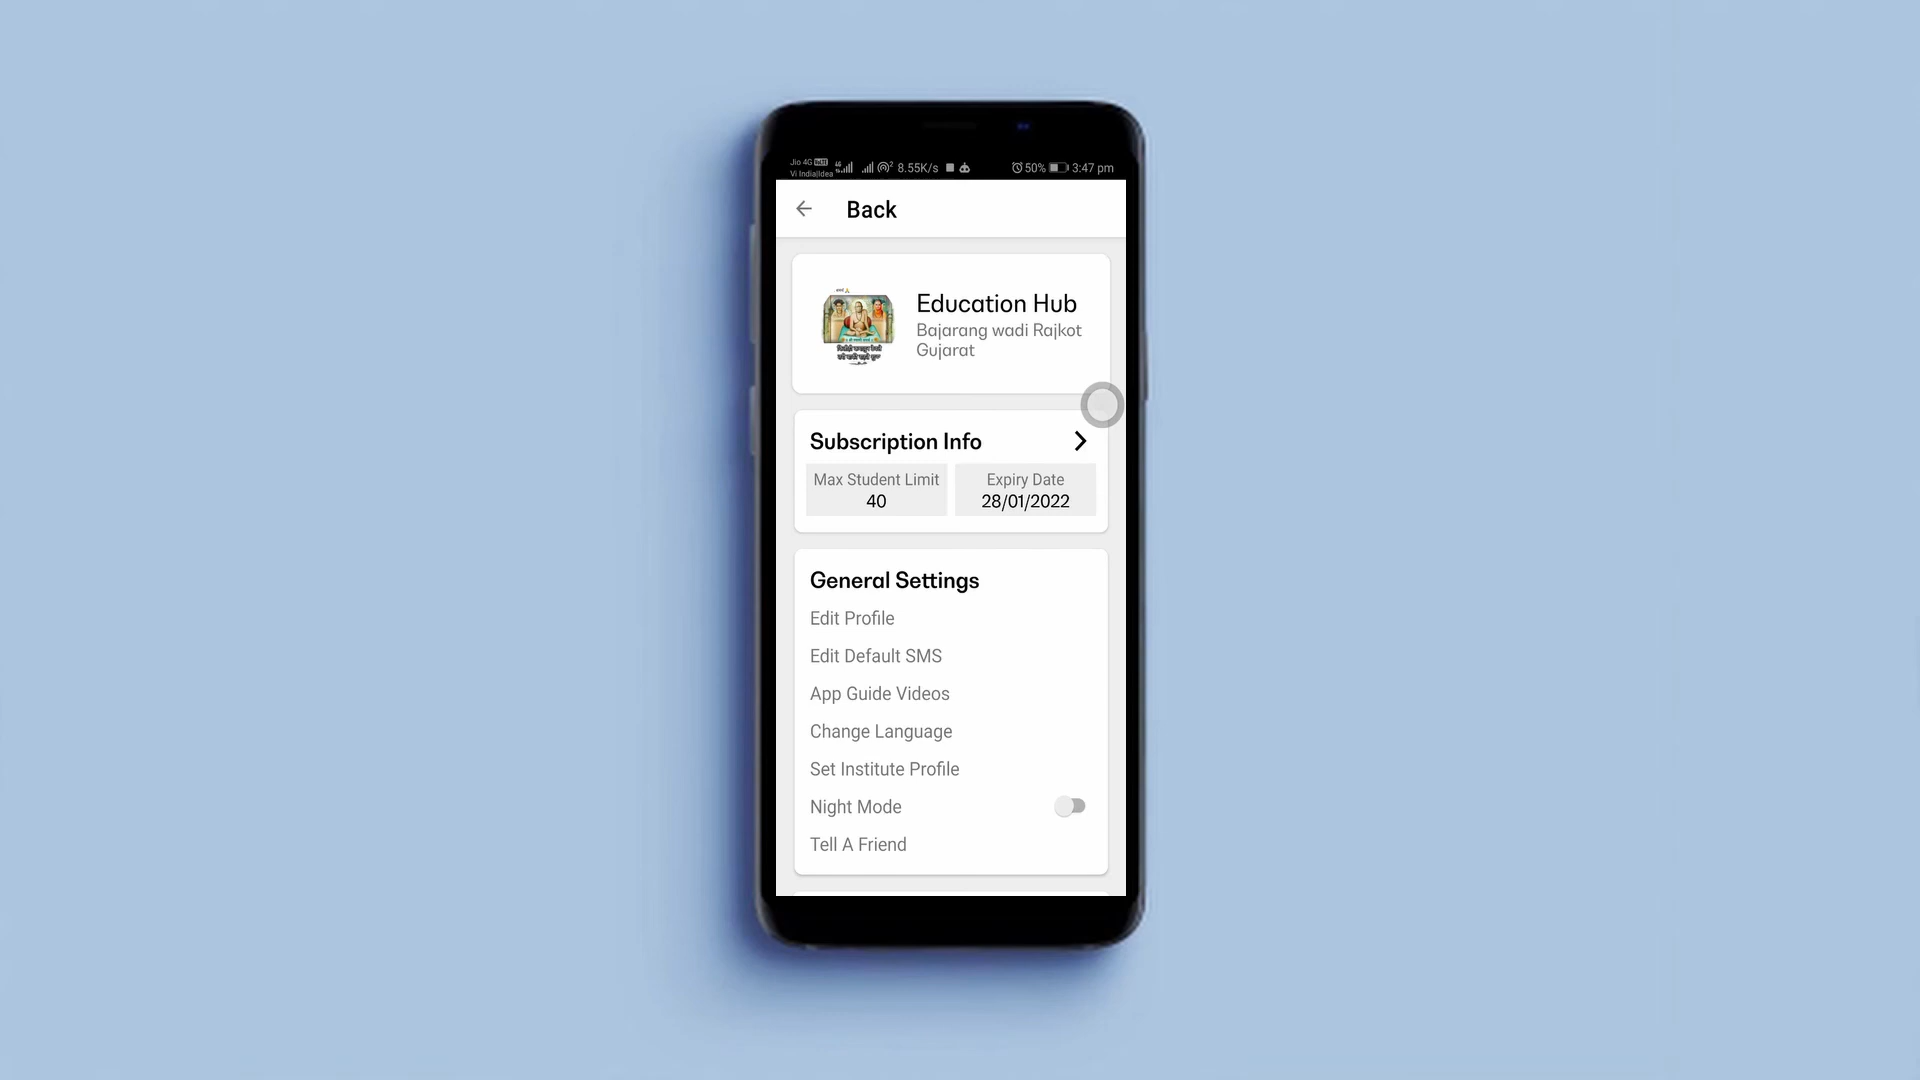 Jio 4G VoLTE
Vi India|Idea
4G
8.55K/s
50%
3:47 pm
Back
Education Hub
Bajarang wadi Rajkot
Gujarat
Subscription Info
Max Student Limit
40
Expiry Date
28/01/2022
General Settings
Edit Profile
Edit Default SMS
App Guide Videos
Change Language
Set Institute Profile
Night Mode
Tell A Friend